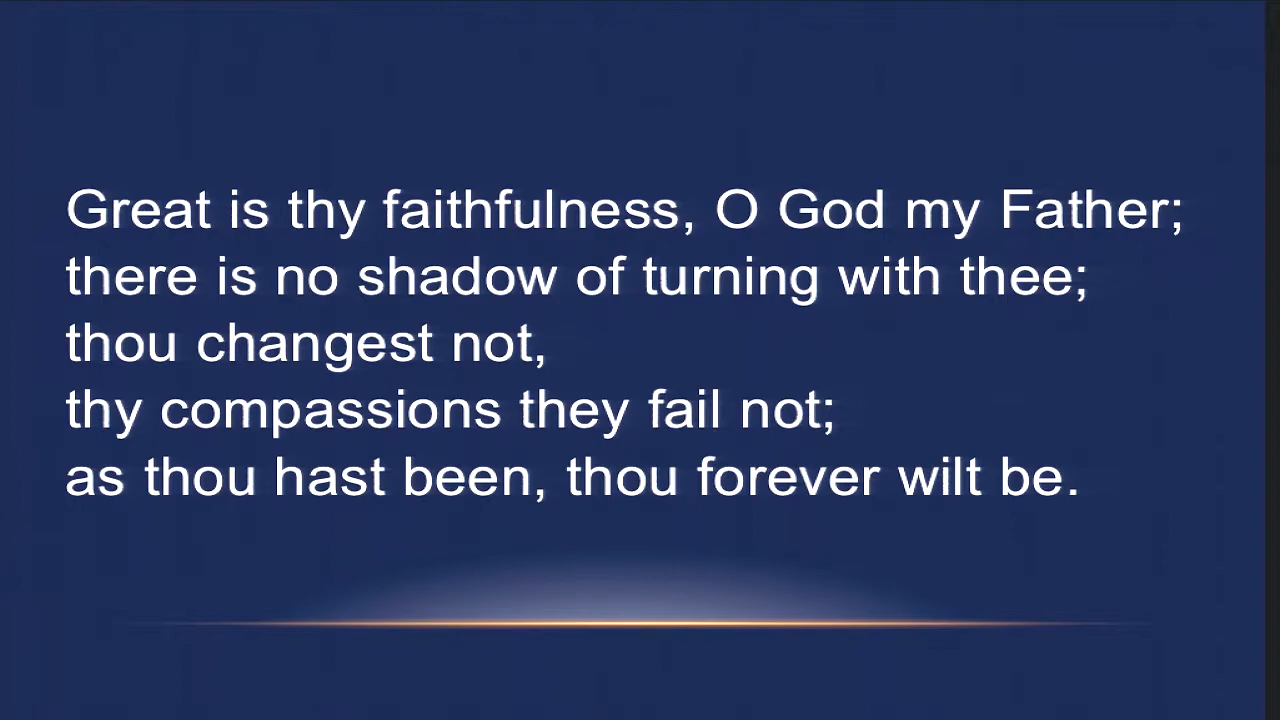 Great is thy faithfulness, O God my Father;
there is no shadow of turning with thee;
thou changest not,
thy compassions they fail not;
as thou hast been, thou forever wilt be.